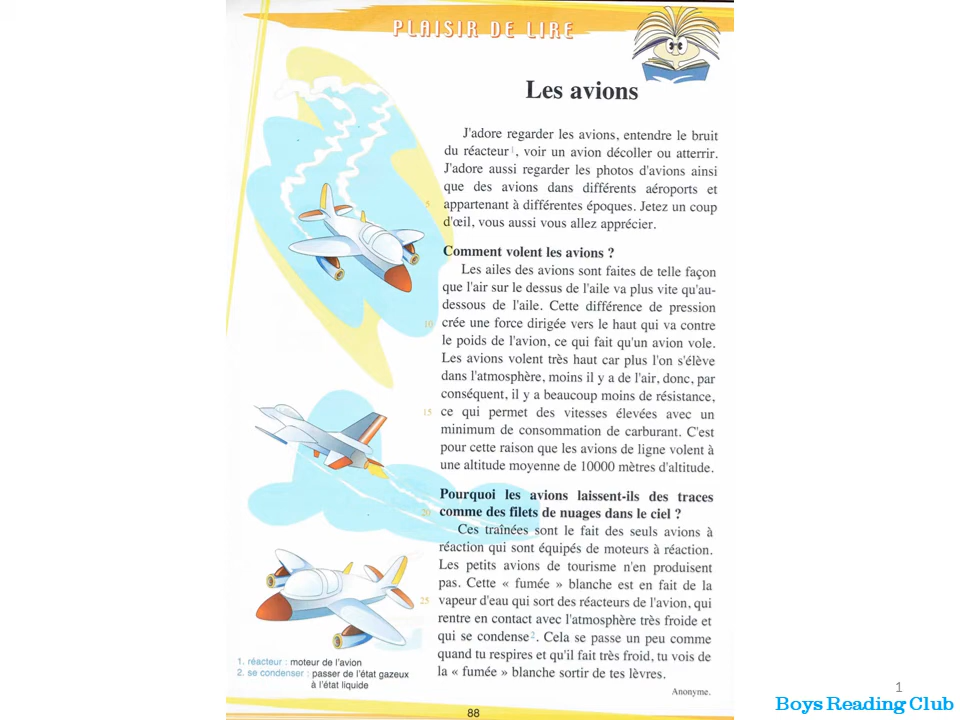 PLAISIR DE LIRE
Les avions
J'adore regarder les avions, entendre le bruit
du réacteur¹, voir un avion décoller ou atterrir.
J'adore aussi regarder les photos d'avions ainsi
que des avions dans différents aéroports et
5 appartenant à différentes époques. Jetez un coup
d'œil, vous aussi vous allez apprécier.
Comment volent les avions ?
Les ailes des avions sont faites de telle façon
que l'air sur le dessus de l'aile va plus vite qu'au-
dessous de l'aile. Cette différence de pression
10 crée une force dirigée vers le haut qui va contre
le poids de l'avion, ce qui fait qu'un avion vole.
Les avions volent très haut car plus l'on s'élève
dans l'atmosphère, moins il y a de l'air, donc, par
conséquent, il y a beaucoup moins de résistance,
15 ce qui permet des vitesses élevées avec un
minimum de consommation de carburant. C'est
pour cette raison que les avions de ligne volent à
une altitude moyenne de 10000 mètres d'altitude.
Pourquoi les avions laissent-ils des traces
20 comme des filets de nuages dans le ciel ?
Ces traînées sont le fait des seuls avions à
réaction qui sont équipés de moteurs à réaction.
Les petits avions de tourisme n'en produisent
pas. Cette « fumée » blanche est en fait de la
25 vapeur d'eau qui sort des réacteurs de l'avion, qui
rentre en contact avec l'atmosphère très froide et
qui se condense². Cela se passe un peu comme
quand tu respires et qu'il fait très froid, tu vois de
la « fumée » blanche sortir de tes lèvres.
Anonyme.
1. réacteur : moteur de l'avion
2. se condenser : passer de l'état gazeux
à l'état liquide
88
1
Boys Reading Club